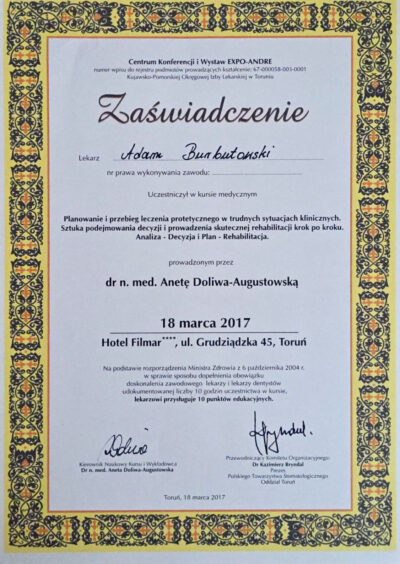 Centrum Konferencji i Wystaw EXPO-ANDRE
numer wpisu do rejestru podmiotów prowadzących kształcenie: 67-000058-001-0001
Kujawsko-Pomorskiej Okręgowej Izby Lekarskiej w Toruniu
Zaświadczenie
Lekarz Adam Burbutowski
nr prawa wykonywania zawodu:
Uczestniczył w kursie medycznym
Planowanie i przebieg leczenia protetycznego w trudnych sytuacjach klinicznych.
Sztuka podejmowania decyzji i prowadzenia skutecznej rehabilitacji krok po kroku.
Analiza - Decyzja i Plan - Rehabilitacja.
prowadzonym przez
dr n. med. Anetę Doliwa-Augustowską
18 marca 2017
Hotel Filmar****, ul. Grudziądzka 45, Toruń
Na podstawie rozporządzenia Ministra Zdrowia z 6 października 2004 r.
w sprawie sposobu dopełnienia obowiązku
doskonalenia zawodowego lekarzy i lekarzy dentystów
udokumentowanej liczby 10 godzin uczestnictwa w kursie,
lekarzowi przysługuje 10 punktów edukacyjnych.
Kierownik Naukowy Kursu i Wykładowca
Dr n. med. Aneta Doliwa-Augustowska
Przewodniczący Komitetu Organizacyjnego
Dr Kazimierz Bryndal
Prezes
Polskiego Towarzystwa Stomatologicznego
Oddział Toruń
Toruń, 18 marca 2017